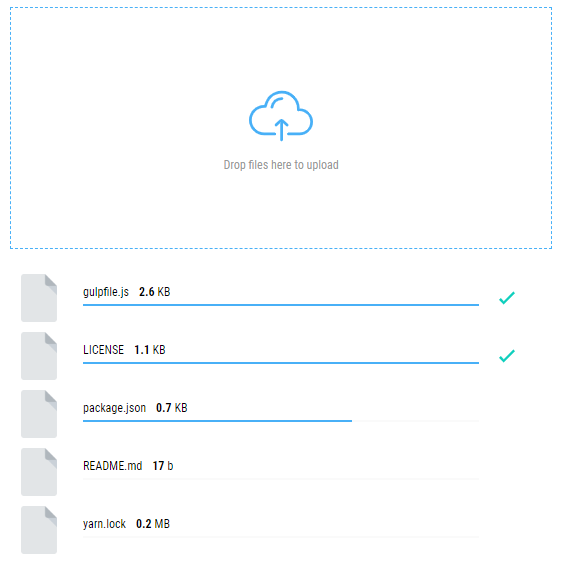 Drop files here to upload
gulpfile.js 2.6 KB
LICENSE 1.1 KB
package.json 0.7 KB
README.md 17 b
yarn.lock 0.2 MB